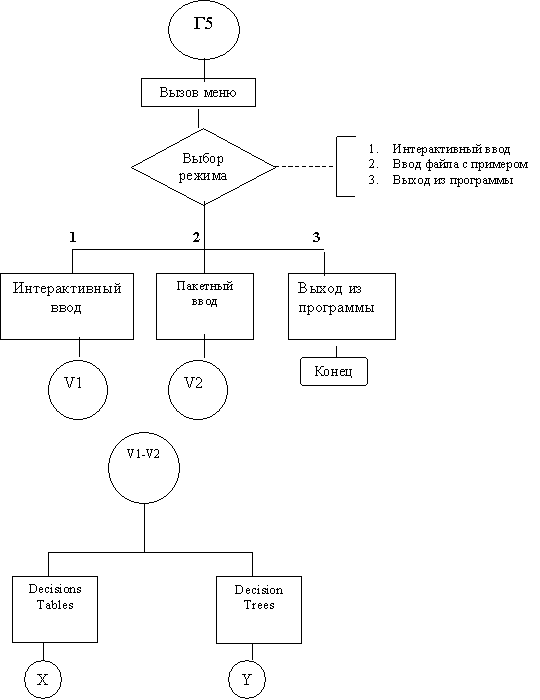 Г5
Вызов меню
Выбор
режима
1. Интерактивный ввод
2. Ввод файла с примером
3. Выход из программы
1 2 3
Интерактивный
ввод
Пакетный
ввод
Выход из
программы
V1
V2
Конец
V1-V2
Decisions
Tables
Decision
Trees
X
Y